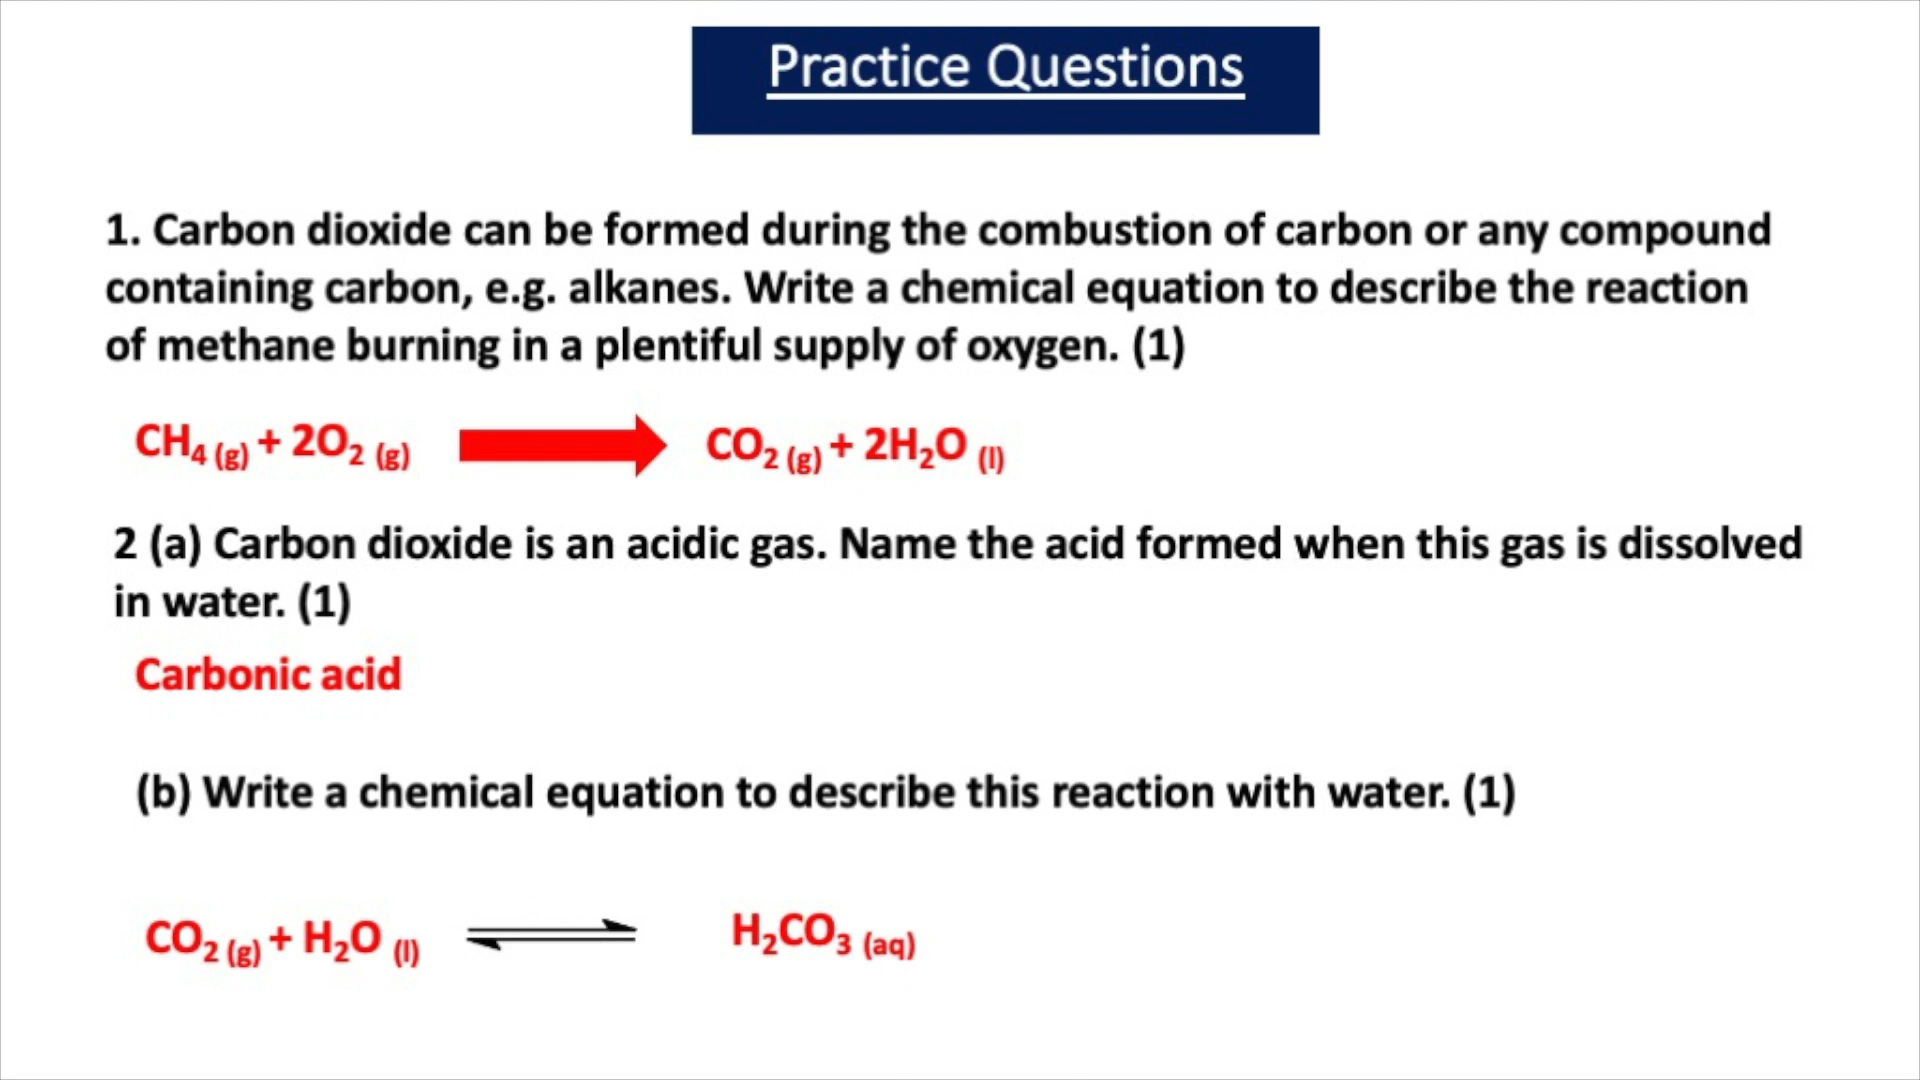 Practice Questions
1. Carbon dioxide can be formed during the combustion of carbon or any compound
containing carbon, e.g. alkanes. Write a chemical equation to describe the reaction
of methane burning in a plentiful supply of oxygen. (1)
CH₄ (g) + 2O₂ (g) → CO₂ (g) + 2H₂O (l)
2 (a) Carbon dioxide is an acidic gas. Name the acid formed when this gas is dissolved
in water. (1)
Carbonic acid
(b) Write a chemical equation to describe this reaction with water. (1)
CO₂ (g) + H₂O (l) ⇌ H₂CO₃ (aq)